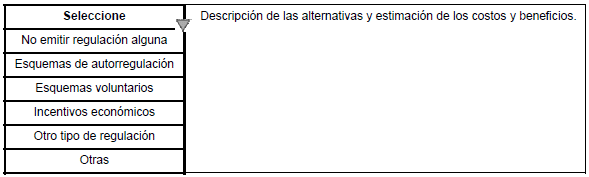 Seleccione
Descripción de las alternativas y estimación de los costos y beneficios.
No emitir regulación alguna
Esquemas de autorregulación
Esquemas voluntarios
Incentivos económicos
Otro tipo de regulación
Otras